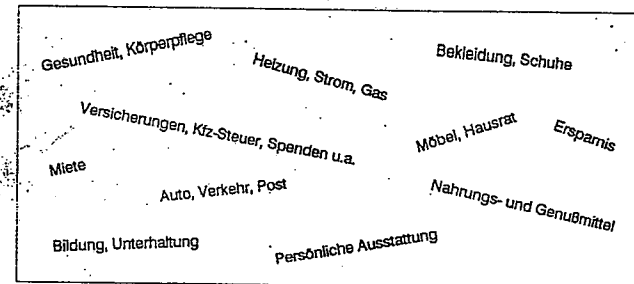 Gesundheit, Körperpflege
Heizung, Strom, Gas
Bekleidung, Schuhe
Versicherungen, Kfz-Steuer, Spenden u.a.
Möbel, Hausrat
Ersparnis
Miete
Auto, Verkehr, Post
Nahrungs- und Genußmittel
Bildung, Unterhaltung
Persönliche Ausstattung